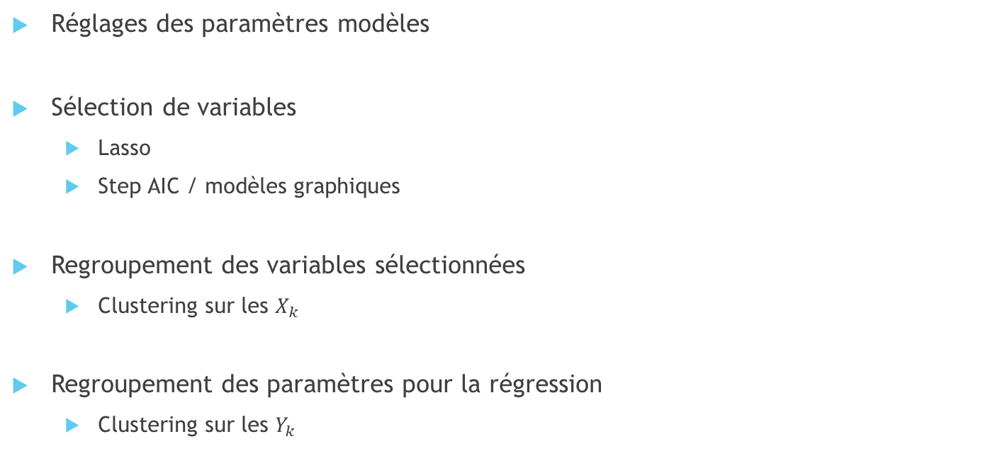 Réglages des paramètres modèles
Sélection de variables
Lasso
Step AIC / modèles graphiques
Regroupement des variables sélectionnées
Clustering sur les X_k
Regroupement des paramètres pour la régression
Clustering sur les Y_k